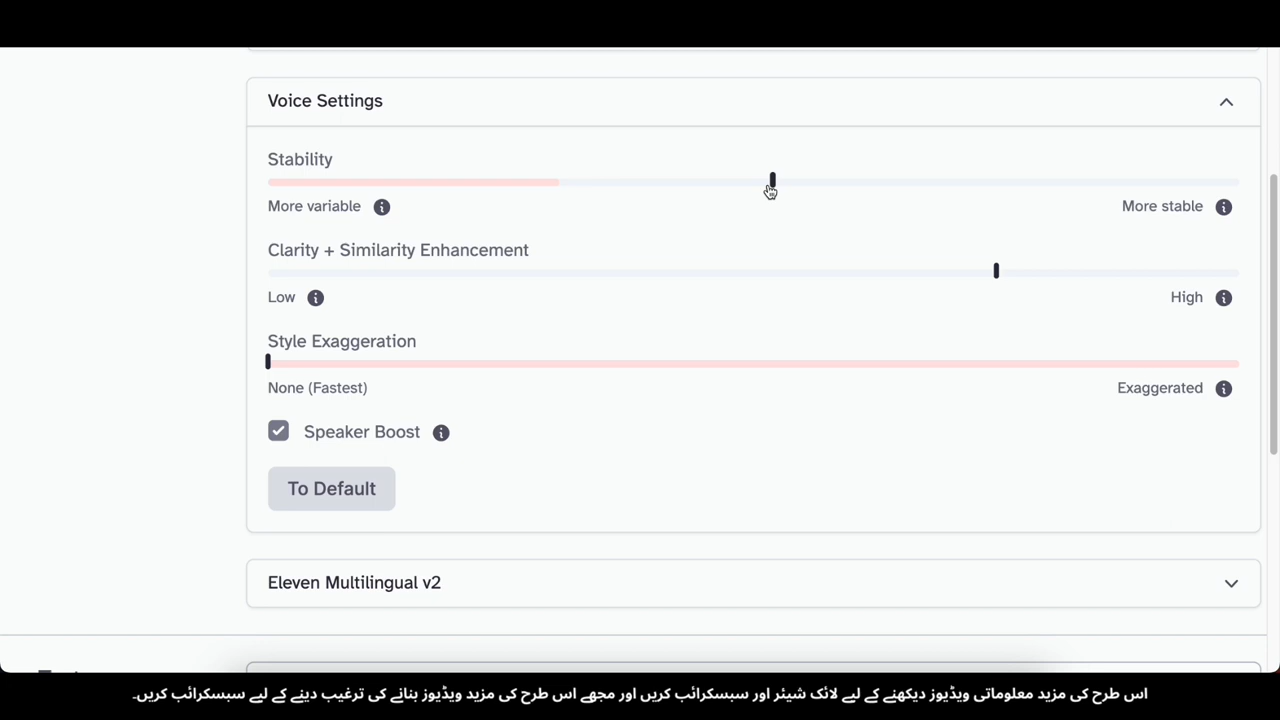 Voice Settings
Stability
More variable More stable
Clarity + Similarity Enhancement
Low High
Style Exaggeration
None (Fastest) Exaggerated
Speaker Boost
To Default
Eleven Multilingual v2
اس طرح کی مزید معلوماتی ویڈیوز دیکھنے کے لیے لائک شیئر اور سبسکرائب کریں اور مجھے اس طرح کی مزید ویڈیوز بنانے کی ترغیب دینے کے لیے سبسکرائب کریں۔